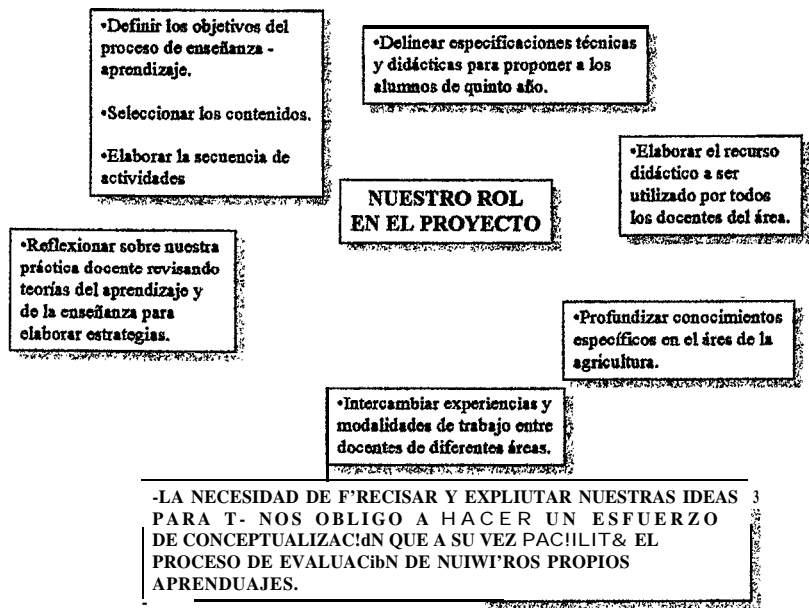 •Definir los objetivos del
proceso de enseñanza -
aprendizaje.
•Seleccionar los contenidos.
•Elaborar la secuencia de
actividades
•Delinear especificaciones técnicas
y didácticas para proponer a los
alumnos de quinto año.
•Elaborar el recurso
didáctico a ser
utilizado por todos
los docentes del área.
NUESTRO ROL
EN EL PROYECTO
•Reflexionar sobre nuestra
práctica docente revisando
teorías del aprendizaje y
de la enseñanza para
elaborar estrategias.
•Profundizar conocimientos
específicos en el área de la
agricultura.
•Intercambiar experiencias y
modalidades de trabajo entre
docentes de diferentes áreas.
-LA NECESIDAD DE F'RECISAR Y EXPLIUTAR NUESTRAS IDEAS 3
PARA T- NOS OBLIGO A HACER UN ESFUERZO
DE CONCEPTUALIZAC!dN QUE A SU VEZ PAC!ILIT& EL
PROCESO DE EVALUACibN DE NUIWI'ROS PROPIOS
APRENDUAJES.